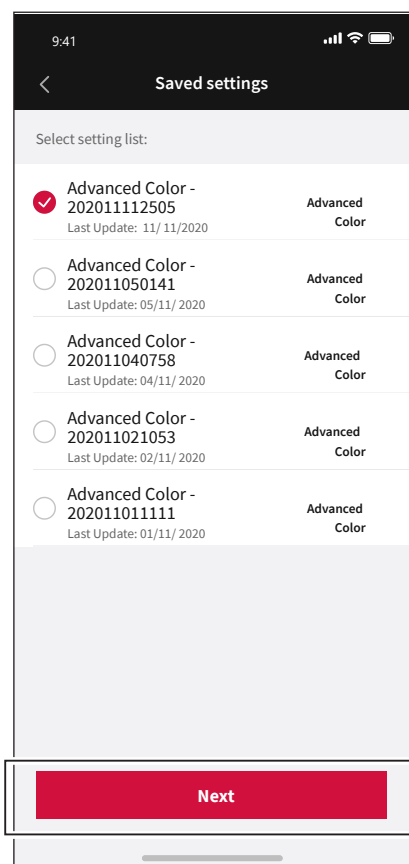 9:41
Saved settings
Select setting list:
Advanced Color -
202011112505
Last Update:  11/ 11/2020
Advanced
Color
Advanced Color -
202011050141
Last Update: 05/11/ 2020
Advanced
Color
Advanced Color -
202011040758
Last Update: 04/11/ 2020
Advanced
Color
Advanced Color -
202011021053
Last Update: 02/11/ 2020
Advanced
Color
Advanced Color -
202011011111
Last Update: 01/11/ 2020
Advanced
Color
Next